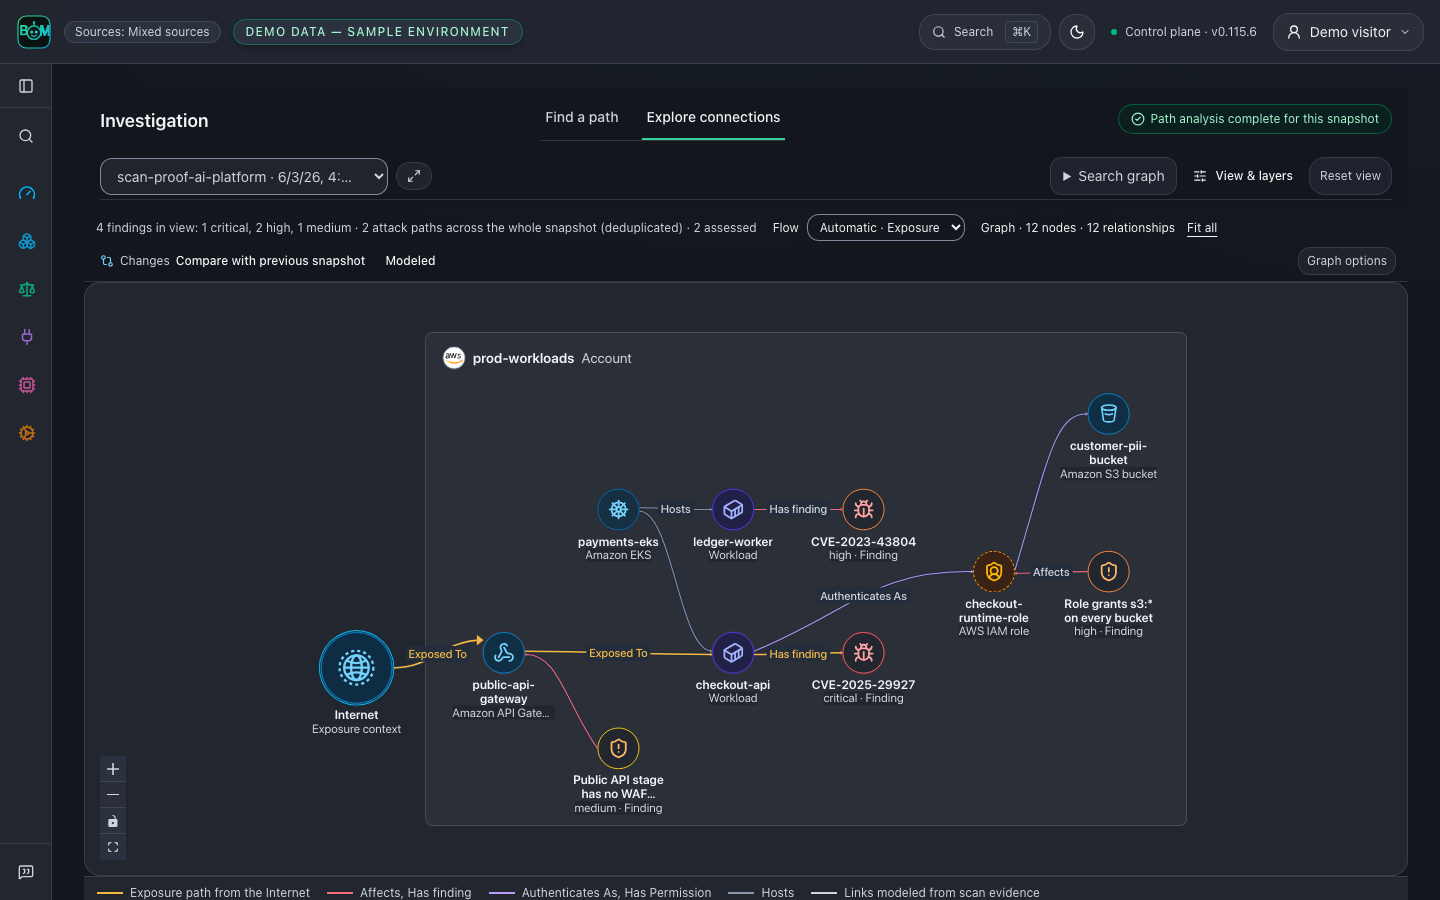 BOM
Sources: Mixed sources
DEMO DATA — SAMPLE ENVIRONMENT
Search ⌘K
Control plane · v0.115.6
Demo visitor
Investigation
Find a path
Explore connections
Path analysis complete for this snapshot
scan-proof-ai-platform · 6/3/26, 4:...
Search graph
View & layers
Reset view
4 findings in view: 1 critical, 2 high, 1 medium · 2 attack paths across the whole snapshot (deduplicated) · 2 assessed
Flow
Automatic · Exposure
Graph · 12 nodes · 12 relationships
Fit all
Changes
Compare with previous snapshot
Modeled
Graph options
aws
prod-workloads Account
customer-pii-
bucket
Amazon S3 bucket
Hosts
Has finding
payments-eks
Amazon EKS
ledger-worker
Workload
CVE-2023-43804
high · Finding
Affects
Authenticates As
checkout-
runtime-role
AWS IAM role
Role grants s3:*
on every bucket
high · Finding
Exposed To
Exposed To
Has finding
Internet
Exposure context
public-api-
gateway
Amazon API Gate...
checkout-api
Workload
CVE-2025-29927
critical · Finding
Public API stage
has no WAF...
medium · Finding
Exposure path from the Internet
Affects, Has finding
Authenticates As, Has Permission
Hosts
Links modeled from scan evidence